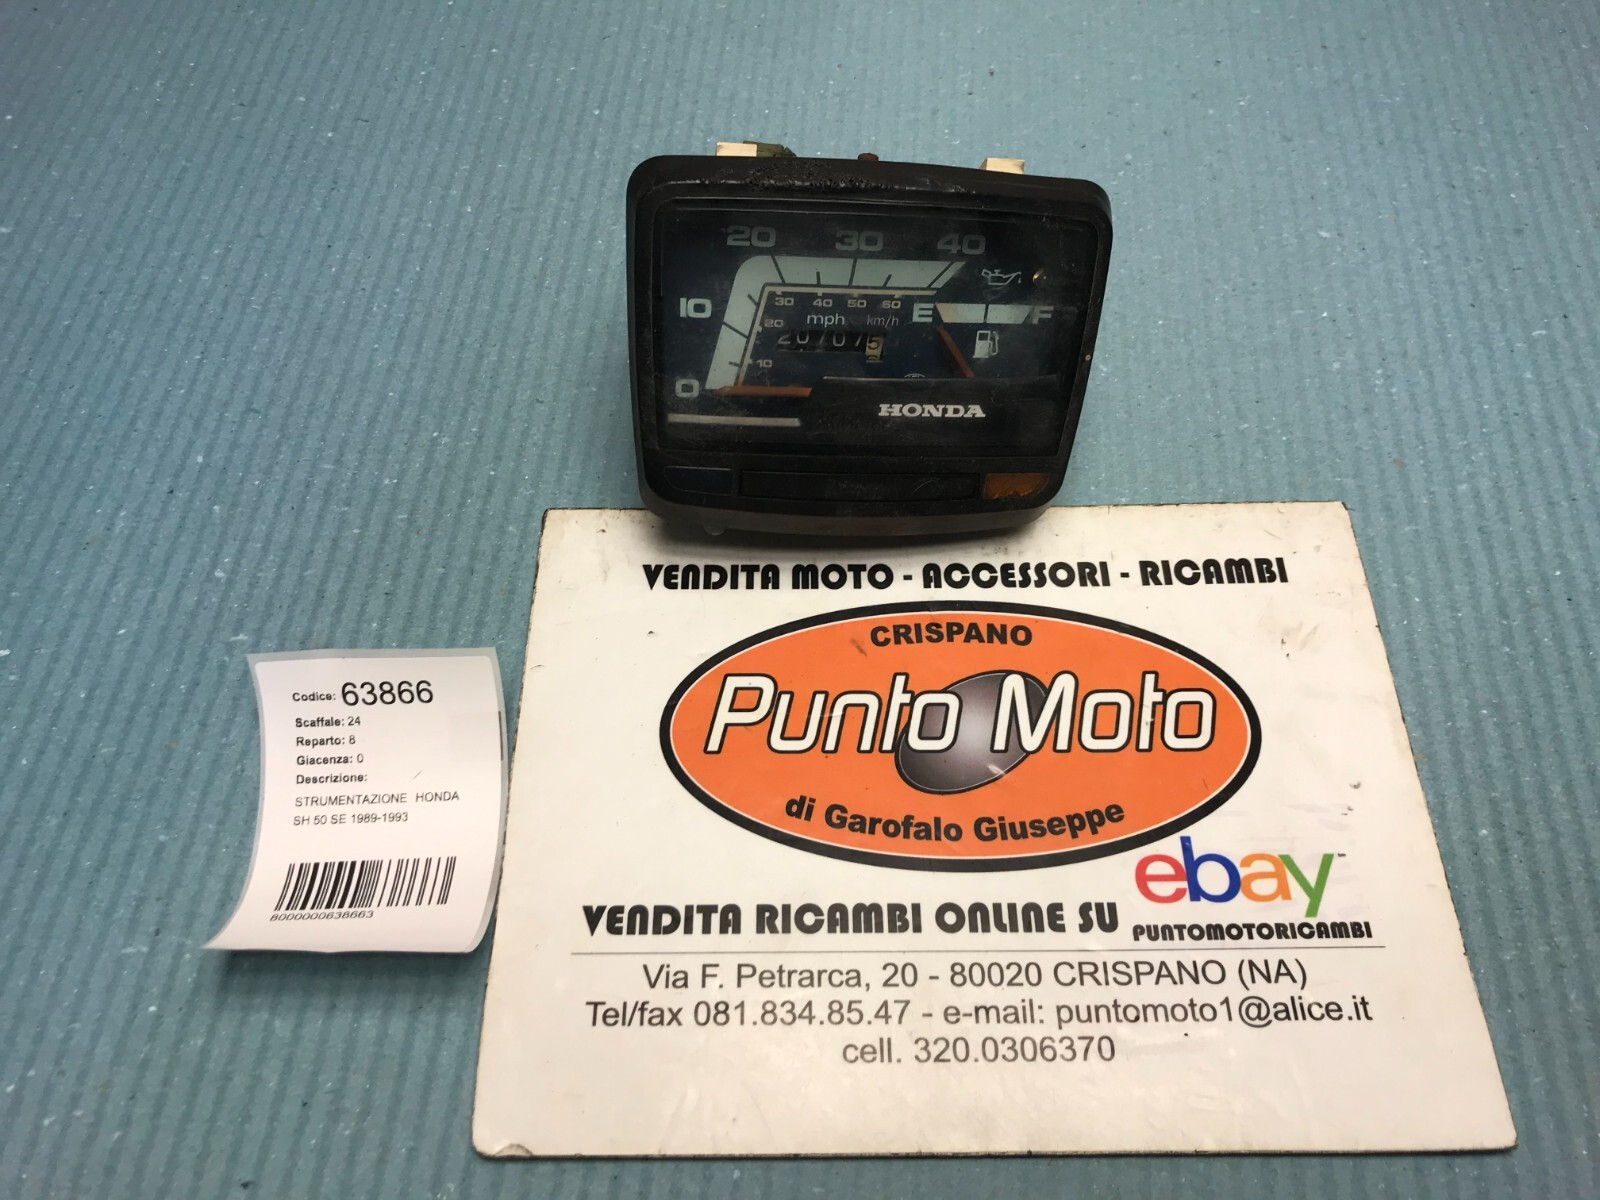 20 30 40
10
30 40 50 60
E F
mph km/h
20
20707 5
10
0
HONDA
VENDITA MOTO - ACCESSORI - RICAMBI
CRISPANO
Punto Moto
di Garofalo Giuseppe
ebay
VENDITA RICAMBI ONLINE SU
PUNTOMOTORICAMBI
Via F. Petrarca, 20 - 80020 CRISPANO (NA)
Tel/fax 081.834.85.47 - e-mail: puntomoto1@alice.it
cell. 320.0306370
Codice: 63866
Scaffale: 24
Reparto: 8
Giacenza: 0
Descrizione:
STRUMENTAZIONE HONDA
SH 50 SE 1989-1993
8000000638663